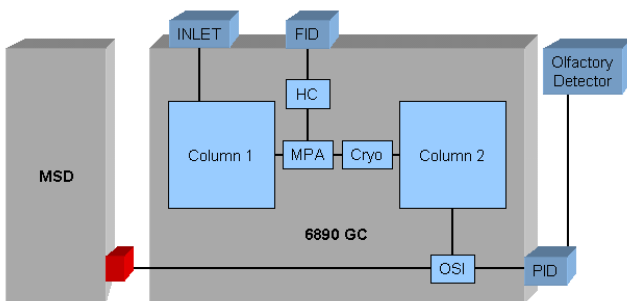 INLET
FID
Olfactory
Detector
HC
Column 1
MPA
Cryo
Column 2
MSD
6890 GC
OSI
PID